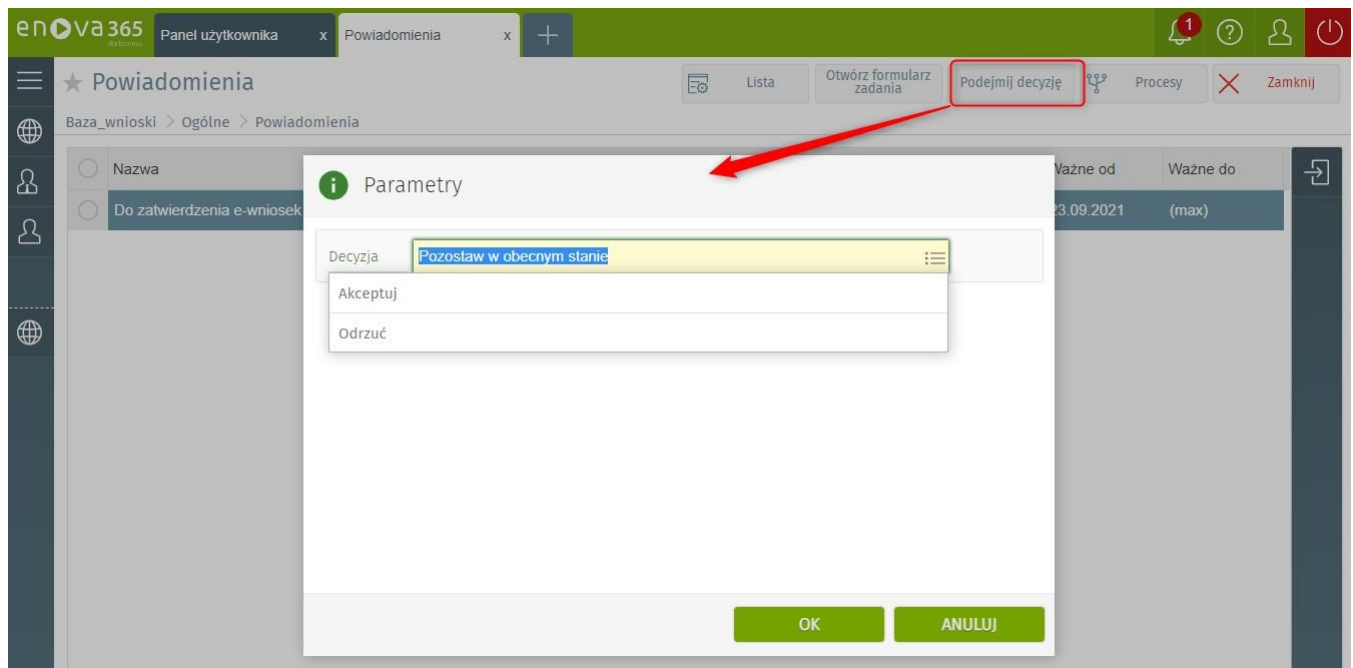 enova365
dla biznesu
Panel użytkownika x
Powiadomienia x
1
Powiadomienia
Lista
Otwórz formularz
zadania
Podejmij decyzję
Procesy
Zamknij
Baza_wnioski > Ogólne > Powiadomienia
Nazwa
Ważne od
Ważne do
Do zatwierdzenia e-wniosek
23.09.2021
(max)
Parametry
Decyzja
Pozostaw w obecnym stanie
Akceptuj
Odrzuć
OK
ANULUJ